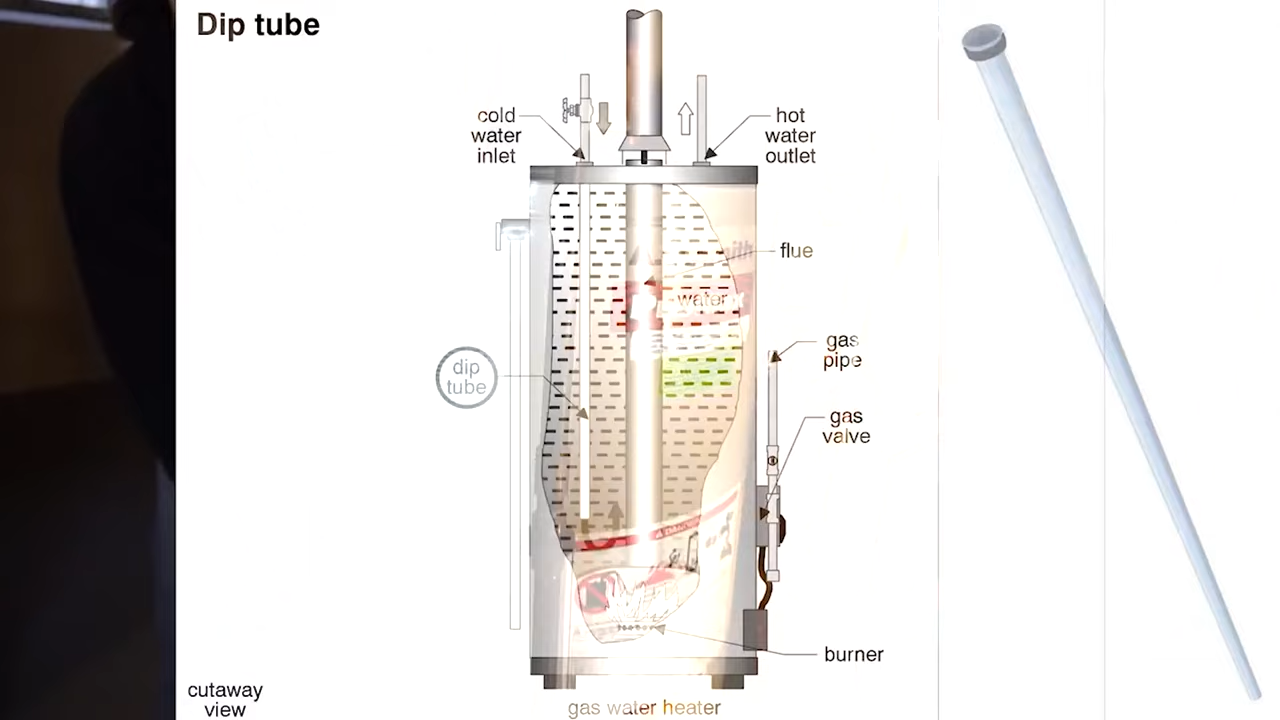 Dip tube
cold
water
inlet
hot
water
outlet
flue
water
gas
pipe
dip
tube
gas
valve
burner
cutaway
view
gas water heater